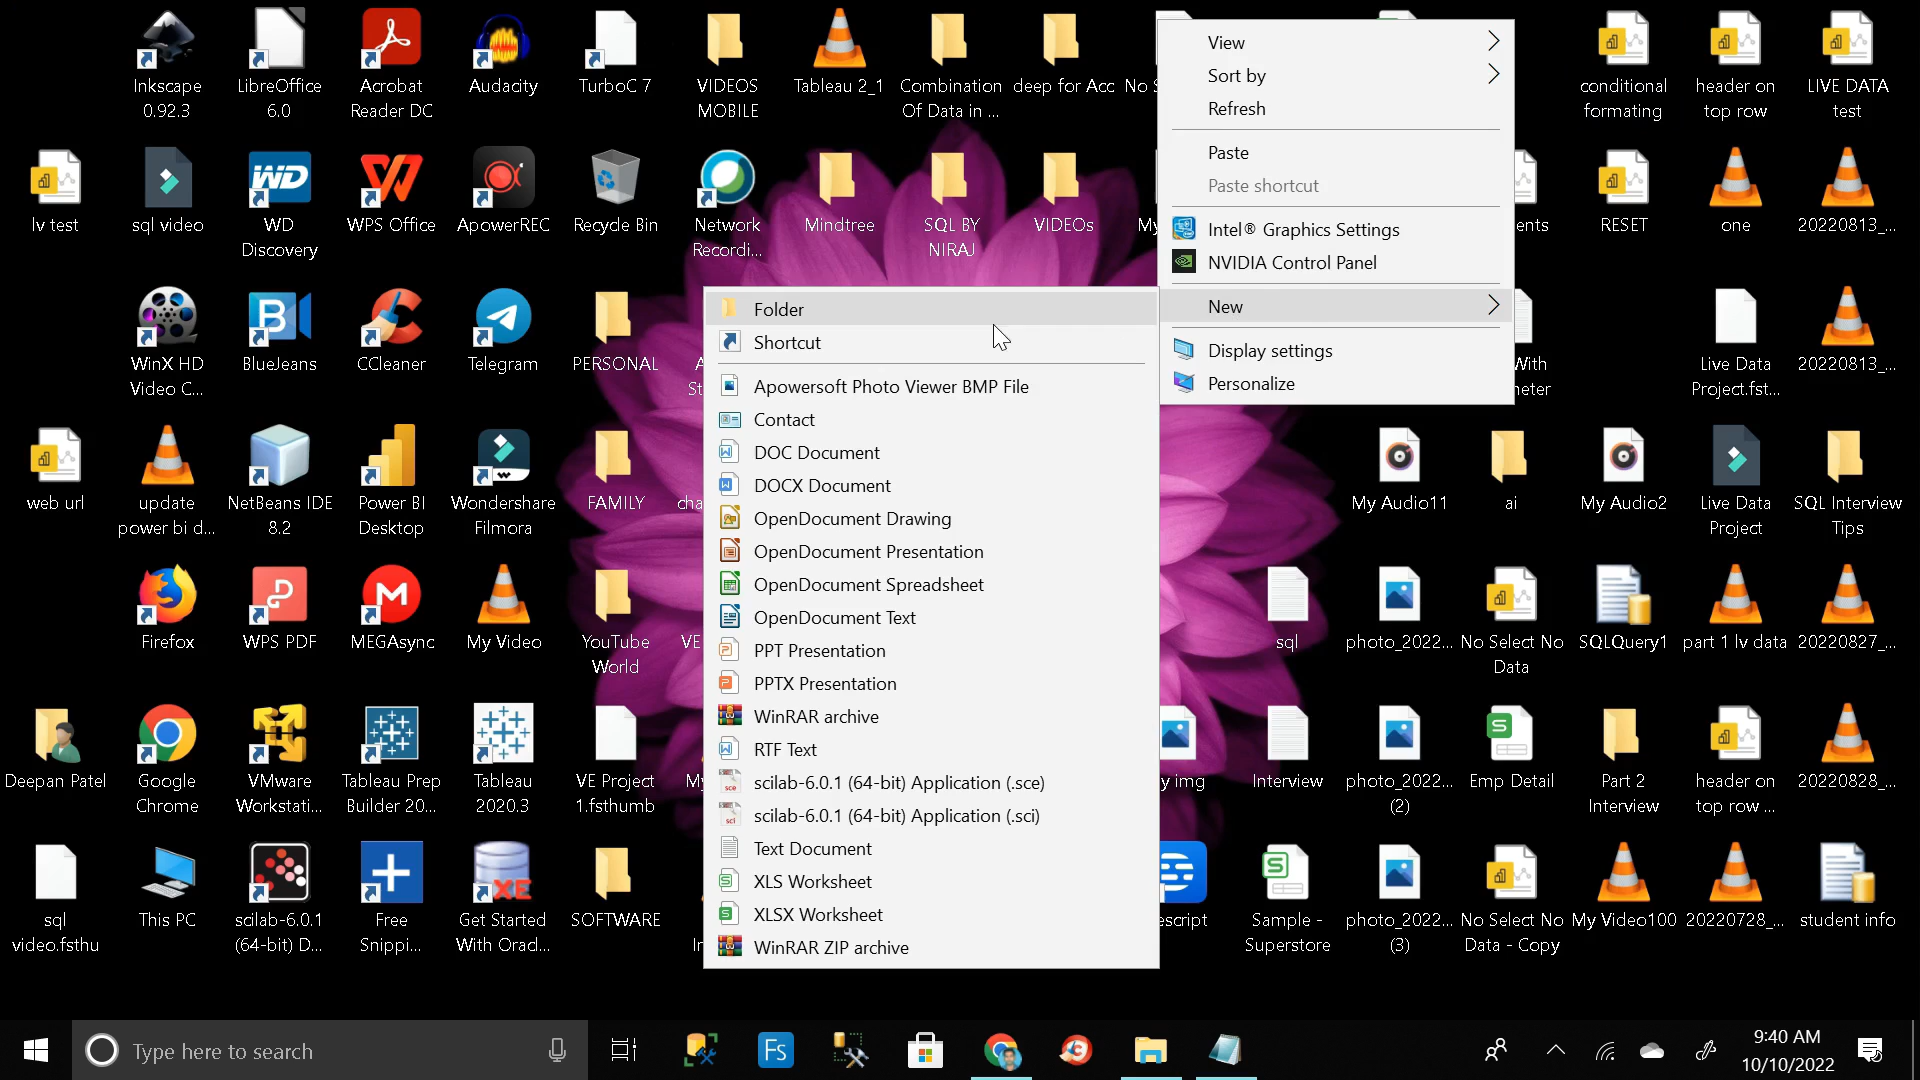 Inkscape
0.92.3
LibreOffice
6.0
Acrobat
Reader DC
Audacity
TurboC 7
VIDEOS
MOBILE
Tableau 2_1
Combination
Of Data in ...
deep for Acc
No S
conditional
formating
header on
top row
LIVE DATA
test
lv test
sql video
WD
Discovery
WPS Office
ApowerREC
Recycle Bin
Network
Recordi...
Mindtree
SQL BY
NIRAJ
VIDEOs
My
ents
RESET
one
20220813_...
WinX HD
Video C...
BlueJeans
CCleaner
Telegram
PERSONAL
With
neter
Live Data
Project.fst...
20220813_...
web url
update
power bi d...
NetBeans IDE
8.2
Power BI
Desktop
Wondershare
Filmora
FAMILY
cha
My Audio11
ai
My Audio2
Live Data
Project
SQL Interview
Tips
Firefox
WPS PDF
MEGAsync
My Video
YouTube
World
VE
sql
photo_2022...
No Select No
Data
SQLQuery1
part 1 lv data
20220827_...
Deepan Patel
Google
Chrome
VMware
Workstati...
Tableau Prep
Builder 20...
Tableau
2020.3
VE Project
1.fsthumb
My
y img
Interview
photo_2022...
(2)
Emp Detail
Part 2
Interview
header on
top row ...
20220828_...
sql
video.fsthu
This PC
scilab-6.0.1
(64-bit) D...
Free
Snippi...
Get Started
With Oracl...
SOFTWARE
escript
Sample -
Superstore
photo_2022...
(3)
No Select No
Data - Copy
My Video100
20220728_...
student info
View
Sort by
Refresh
Paste
Paste shortcut
Intel® Graphics Settings
NVIDIA Control Panel
New
Display settings
Personalize
Folder
Shortcut
Apowersoft Photo Viewer BMP File
Contact
DOC Document
DOCX Document
OpenDocument Drawing
OpenDocument Presentation
OpenDocument Spreadsheet
OpenDocument Text
PPT Presentation
PPTX Presentation
WinRAR archive
RTF Text
scilab-6.0.1 (64-bit) Application (.sce)
scilab-6.0.1 (64-bit) Application (.sci)
Text Document
XLS Worksheet
XLSX Worksheet
WinRAR ZIP archive
Type here to search
Fs
9:40 AM
10/10/2022